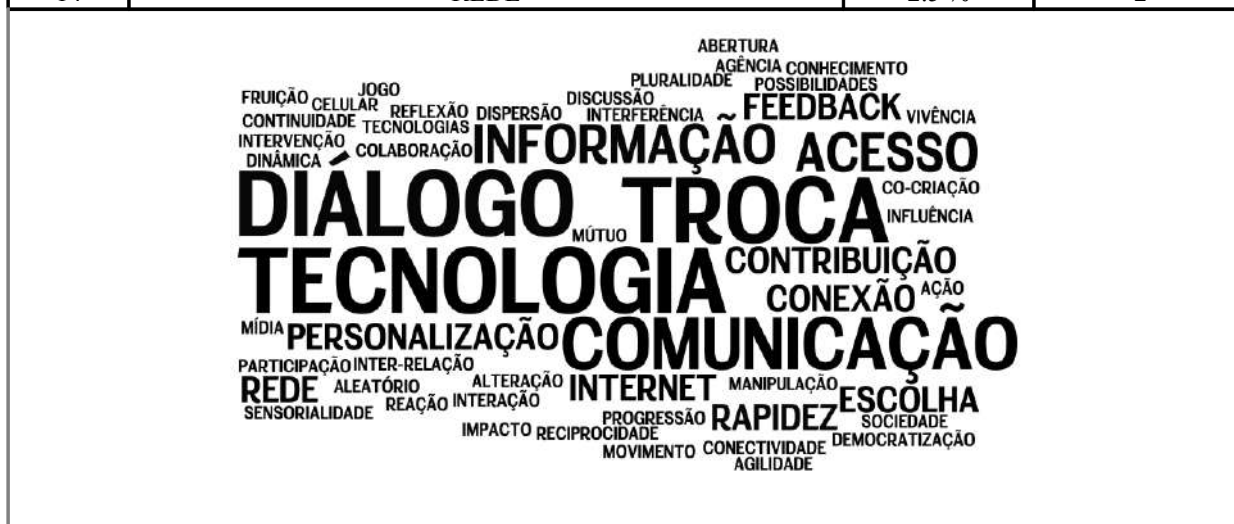 ABERTURA
AGÊNCIA CONHECIMENTO
PLURALIDADE POSSIBILIDADES
JOGO
FRUIÇÃO CELULAR REFLEXÃO DISPERSÃO DISCUSSÃO INTERFERÊNCIA FEEDBACK VIVÊNCIA
CONTINUIDADE TECNOLOGIAS
INTERVENÇÃO COLABORAÇÃO INFORMAÇÃO ACESSO
DINÂMICA
DIÁLOGO MÚTUO TROCA CO-CRIAÇÃO
INFLUÊNCIA
TECNOLOGIA CONTRIBUIÇÃO
CONEXÃO AÇÃO
MÍDIA PERSONALIZAÇÃO COMUNICAÇÃO
PARTICIPAÇÃO INTER-RELAÇÃO
REDE ALEATÓRIO ALTERAÇÃO INTERNET MANIPULAÇÃO ESCOLHA
SENSORIALIDADE REAÇÃO INTERAÇÃO
PROGRESSÃO RAPIDEZ SOCIEDADE
IMPACTO RECIPROCIDADE DEMOCRATIZAÇÃO
MOVIMENTO CONECTIVIDADE
AGILIDADE